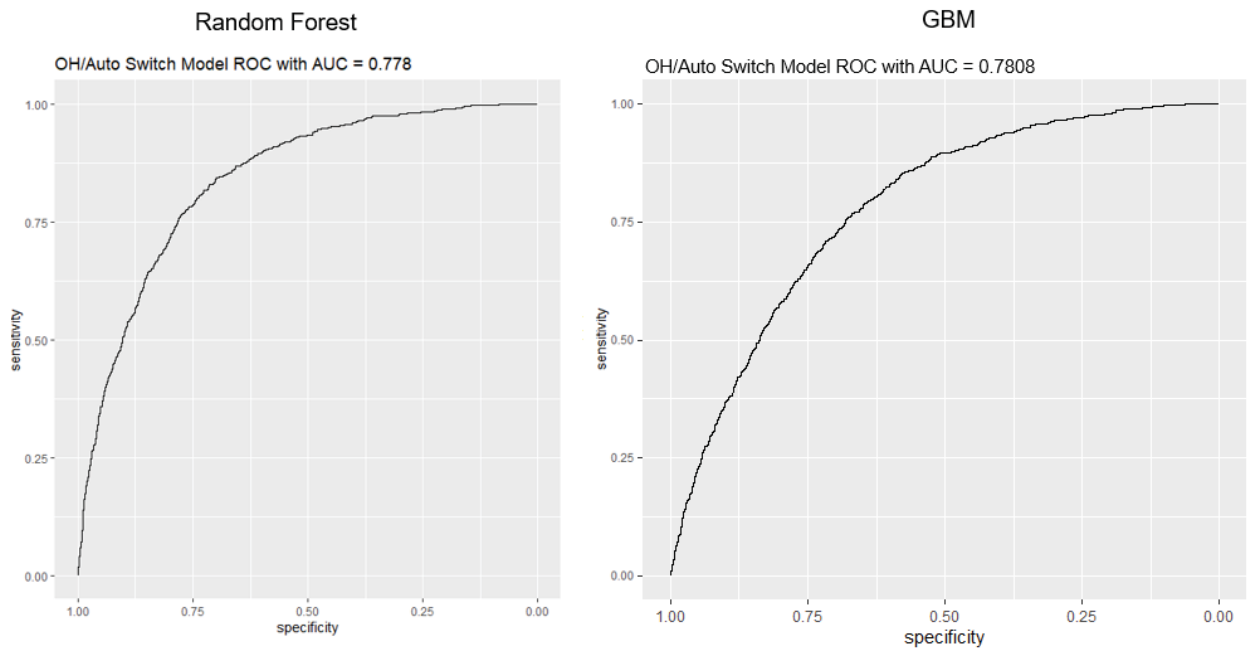 Random Forest
OH/Auto Switch Model ROC with AUC = 0.778
1.00
0.75
0.50
0.25
0.00
sensitivity
1.00 0.75 0.50 0.25 0.00
specificity
GBM
OH/Auto Switch Model ROC with AUC = 0.7808
1.00
0.75
0.50
0.25
0.00
sensitivity
1.00 0.75 0.50 0.25 0.00
specificity